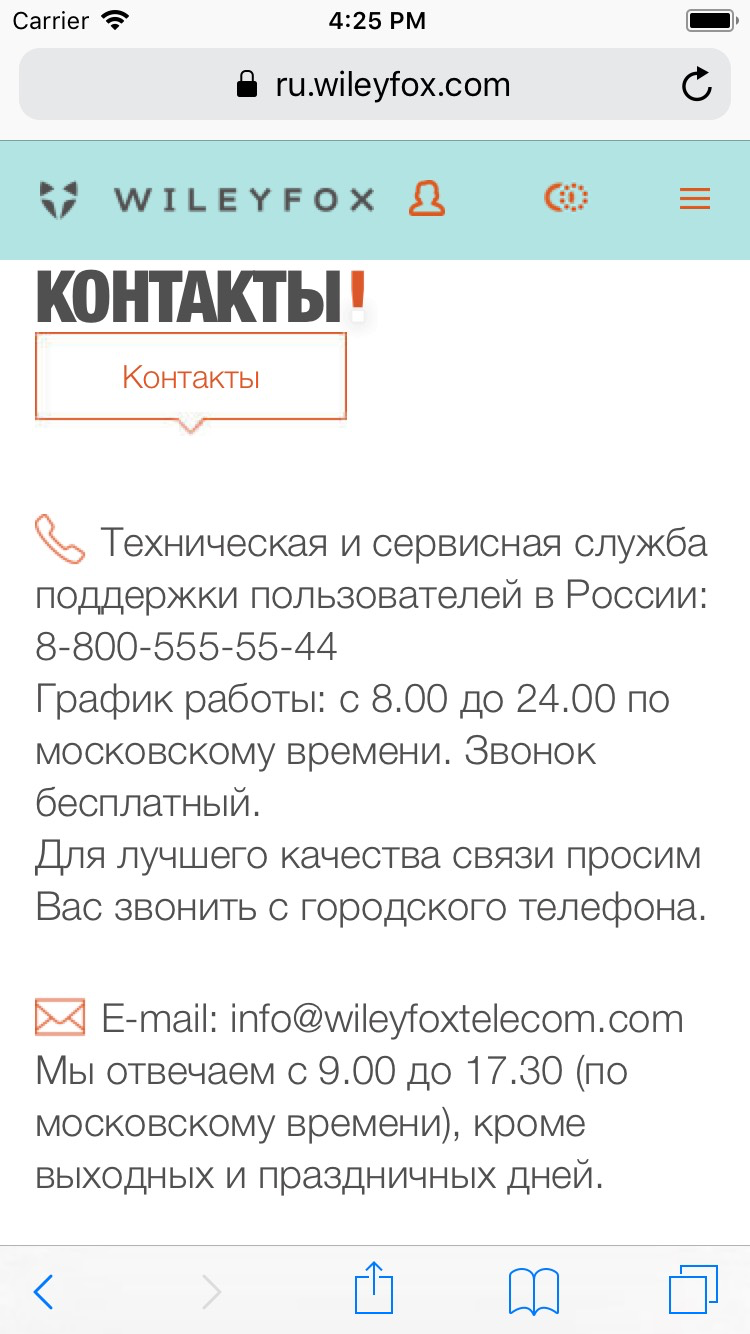 Carrier 4:25 PM
ru.wileyfox.com
WILEYFOX
КОНТАКТЫ!
Контакты
Техническая и сервисная служба
поддержки пользователей в России:
8-800-555-55-44
График работы: с 8.00 до 24.00 по
московскому времени. Звонок
бесплатный.
Для лучшего качества связи просим
Вас звонить с городского телефона.
E-mail: info@wileyfoxtelecom.com
Мы отвечаем с 9.00 до 17.30 (по
московскому времени), кроме
выходных и праздничных дней.